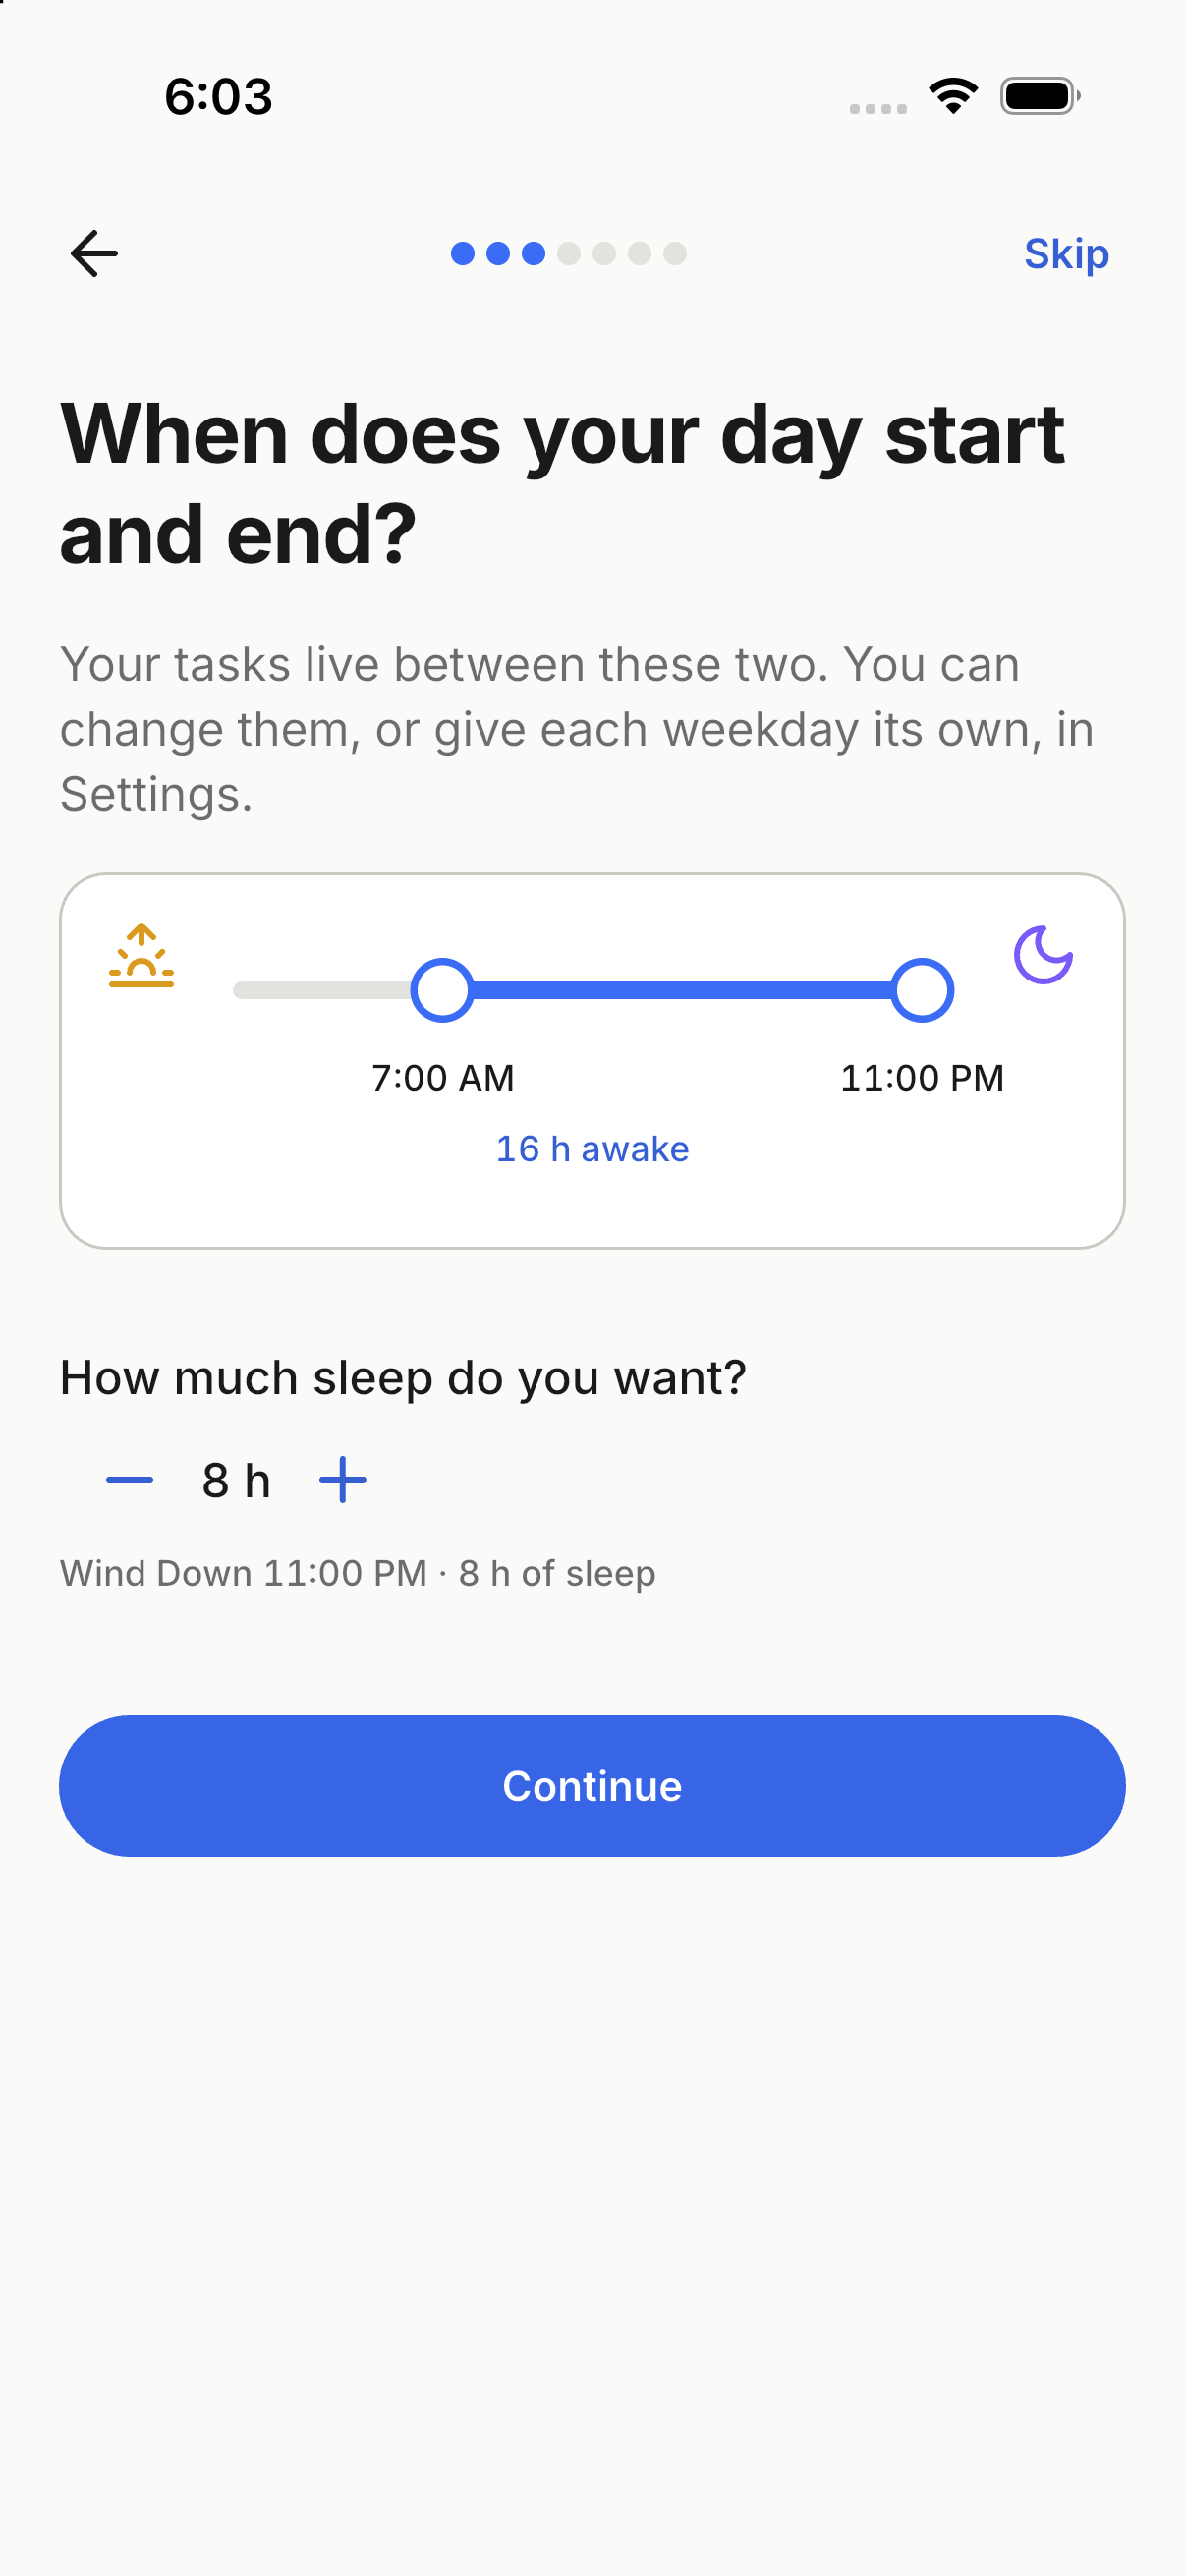 6:03
Skip
When does your day start
and end?
Your tasks live between these two. You can
change them, or give each weekday its own, in
Settings.
7:00 AM
11:00 PM
16 h awake
How much sleep do you want?
8 h
Wind Down 11:00 PM · 8 h of sleep
Continue